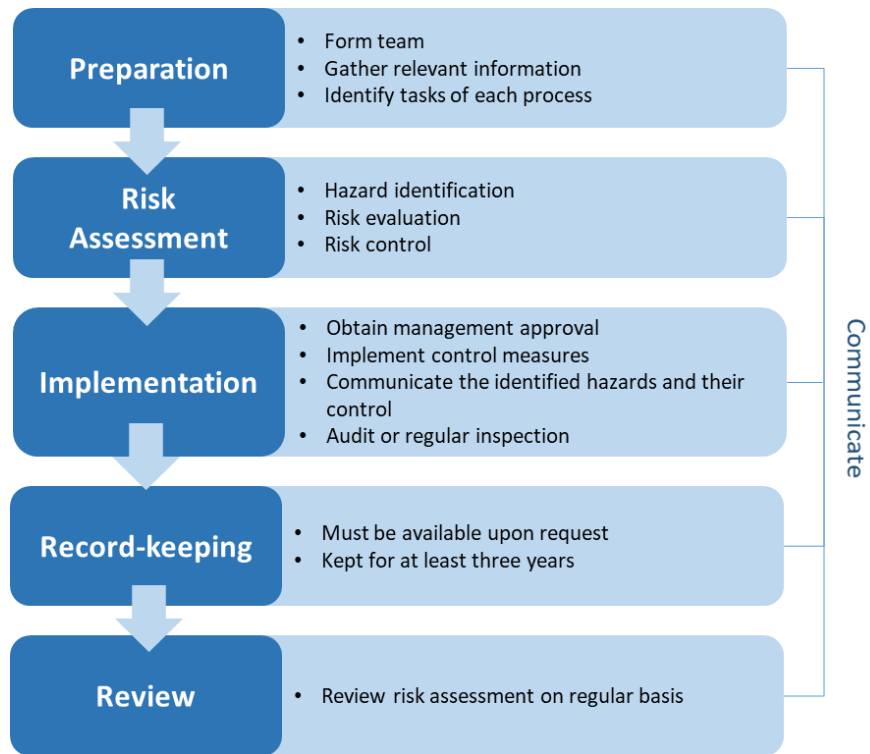 Preparation
• Form team
• Gather relevant information
• Identify tasks of each process
Risk
Assessment
• Hazard identification
• Risk evaluation
• Risk control
Implementation
• Obtain management approval
• Implement control measures
• Communicate the identified hazards and their
control
• Audit or regular inspection
Record-keeping
• Must be available upon request
• Kept for at least three years
Review
• Review risk assessment on regular basis
Communicate